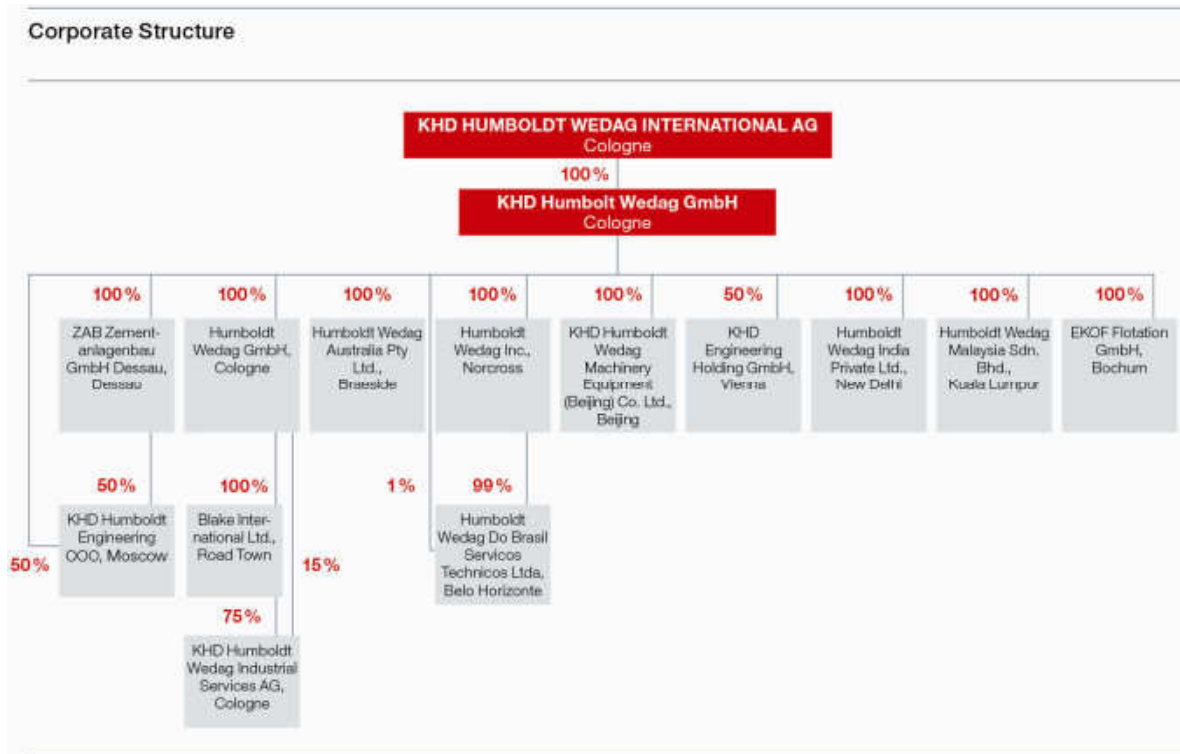 Corporate Structure
KHD HUMBOLDT WEDAG INTERNATIONAL AG
Cologne
100%
KHD Humbolt Wedag GmbH
Cologne
100%
100%
100%
100%
100%
50%
100%
100%
100%
ZAB Zement-
anlagenbau
GmbH Dessau,
Dessau
Humboldt
Wedag GmbH,
Cologne
Humboldt Wedag
Australia Pty
Ltd.,
Braeside
Humboldt
Wedag Inc.,
Norcross
KHD Humboldt
Wedag
Machinery
Equipment
(Beijing) Co. Ltd.,
Beijing
KHD
Engineering
Holding GmbH,
Vienna
Humboldt
Wedag India
Private Ltd.,
New Delhi
Humboldt Wedag
Malaysia Sdn.
Bhd.,
Kuala Lumpur
EKOF Flotation
GmbH,
Bochum
50%
100%
1%
99%
KHD Humboldt
Engineering
OOO, Moscow
Blake Inter-
national Ltd.,
Road Town
Humboldt
Wedag Do Brasil
Servicos
Technicos Ltda,
Belo Horizonte
50%
15%
75%
KHD Humboldt
Wedag Industrial
Services AG,
Cologne